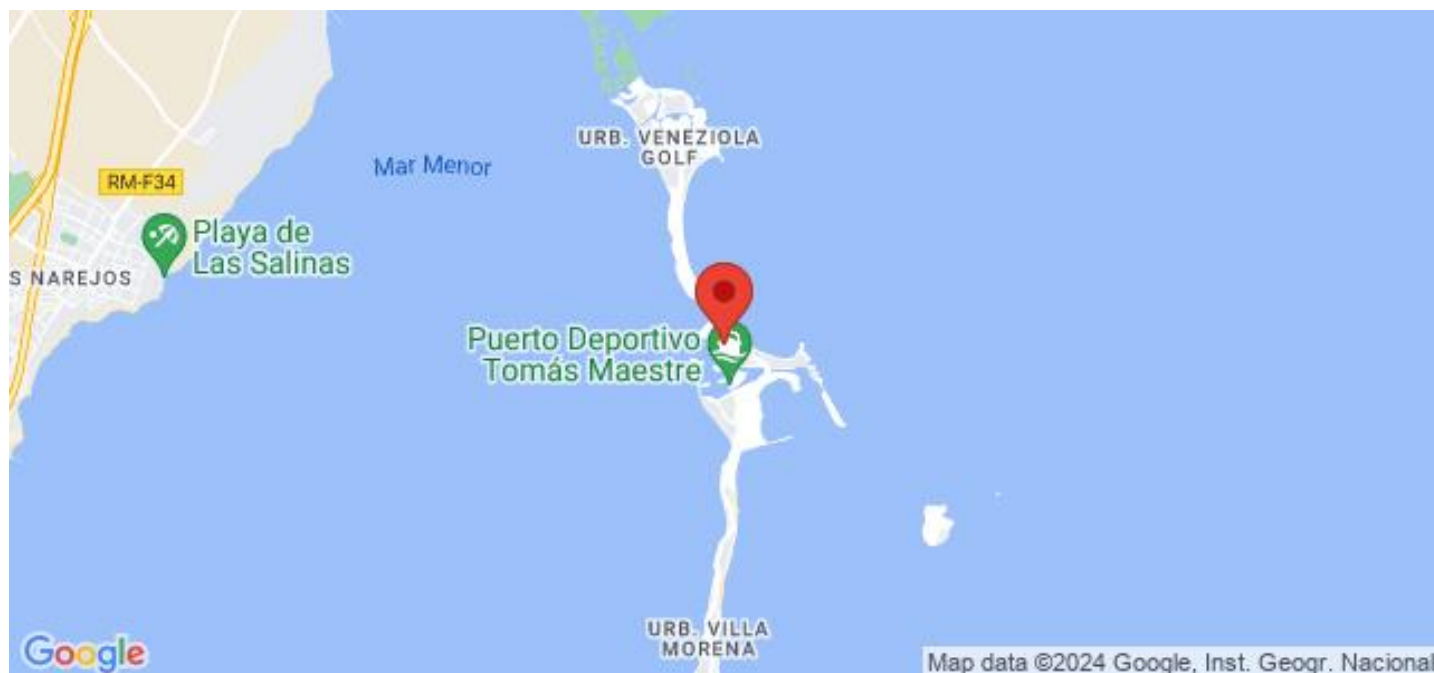 URB. VENEZIOLA
GOLF
Mar Menor
RM-F34
Playa de
Las Salinas
S NAREJOS
Puerto Deportivo
Tomás Maestre
URB. VILLA
MORENA
Google
Map data ©2024 Google, Inst. Geogr. Nacional